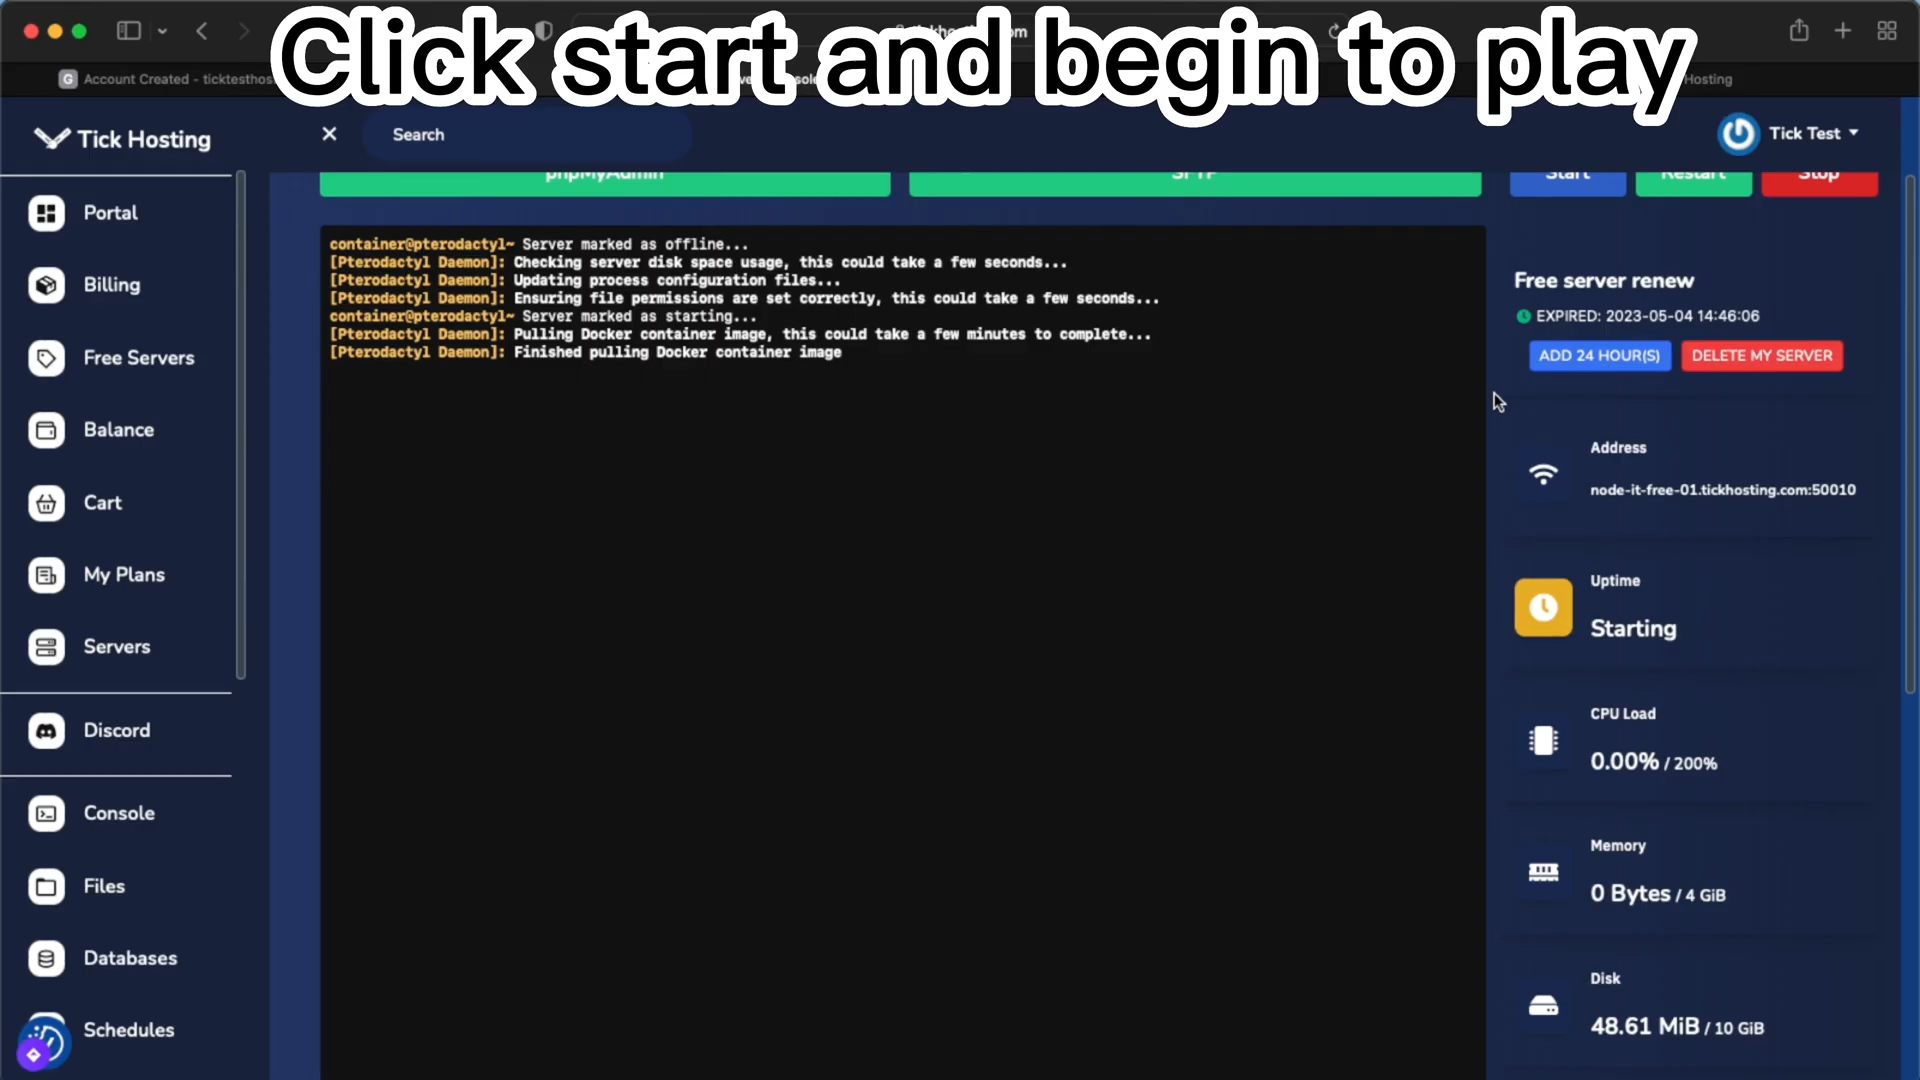 Click start and begin to play
Account Created - ticktesthos
Hosting
Tick Hosting
Search
Tick Test
Portal
Billing
Free Servers
Balance
Cart
My Plans
Servers
Discord
Console
Files
Databases
Schedules
phpMyAdmin
SFTP
Start
Restart
Stop
container@pterodactyl~ Server marked as offline...
[Pterodactyl Daemon]: Checking server disk space usage, this could take a few seconds...
[Pterodactyl Daemon]: Updating process configuration files...
[Pterodactyl Daemon]: Ensuring file permissions are set correctly, this could take a few seconds...
container@pterodactyl~ Server marked as starting...
[Pterodactyl Daemon]: Pulling Docker container image, this could take a few minutes to complete...
[Pterodactyl Daemon]: Finished pulling Docker container image
Free server renew
EXPIRED: 2023-05-04 14:46:06
ADD 24 HOUR(S)
DELETE MY SERVER
Address
node-it-free-01.tickhosting.com:50010
Uptime
Starting
CPU Load
0.00% / 200%
Memory
0 Bytes / 4 GiB
Disk
48.61 MiB / 10 GiB